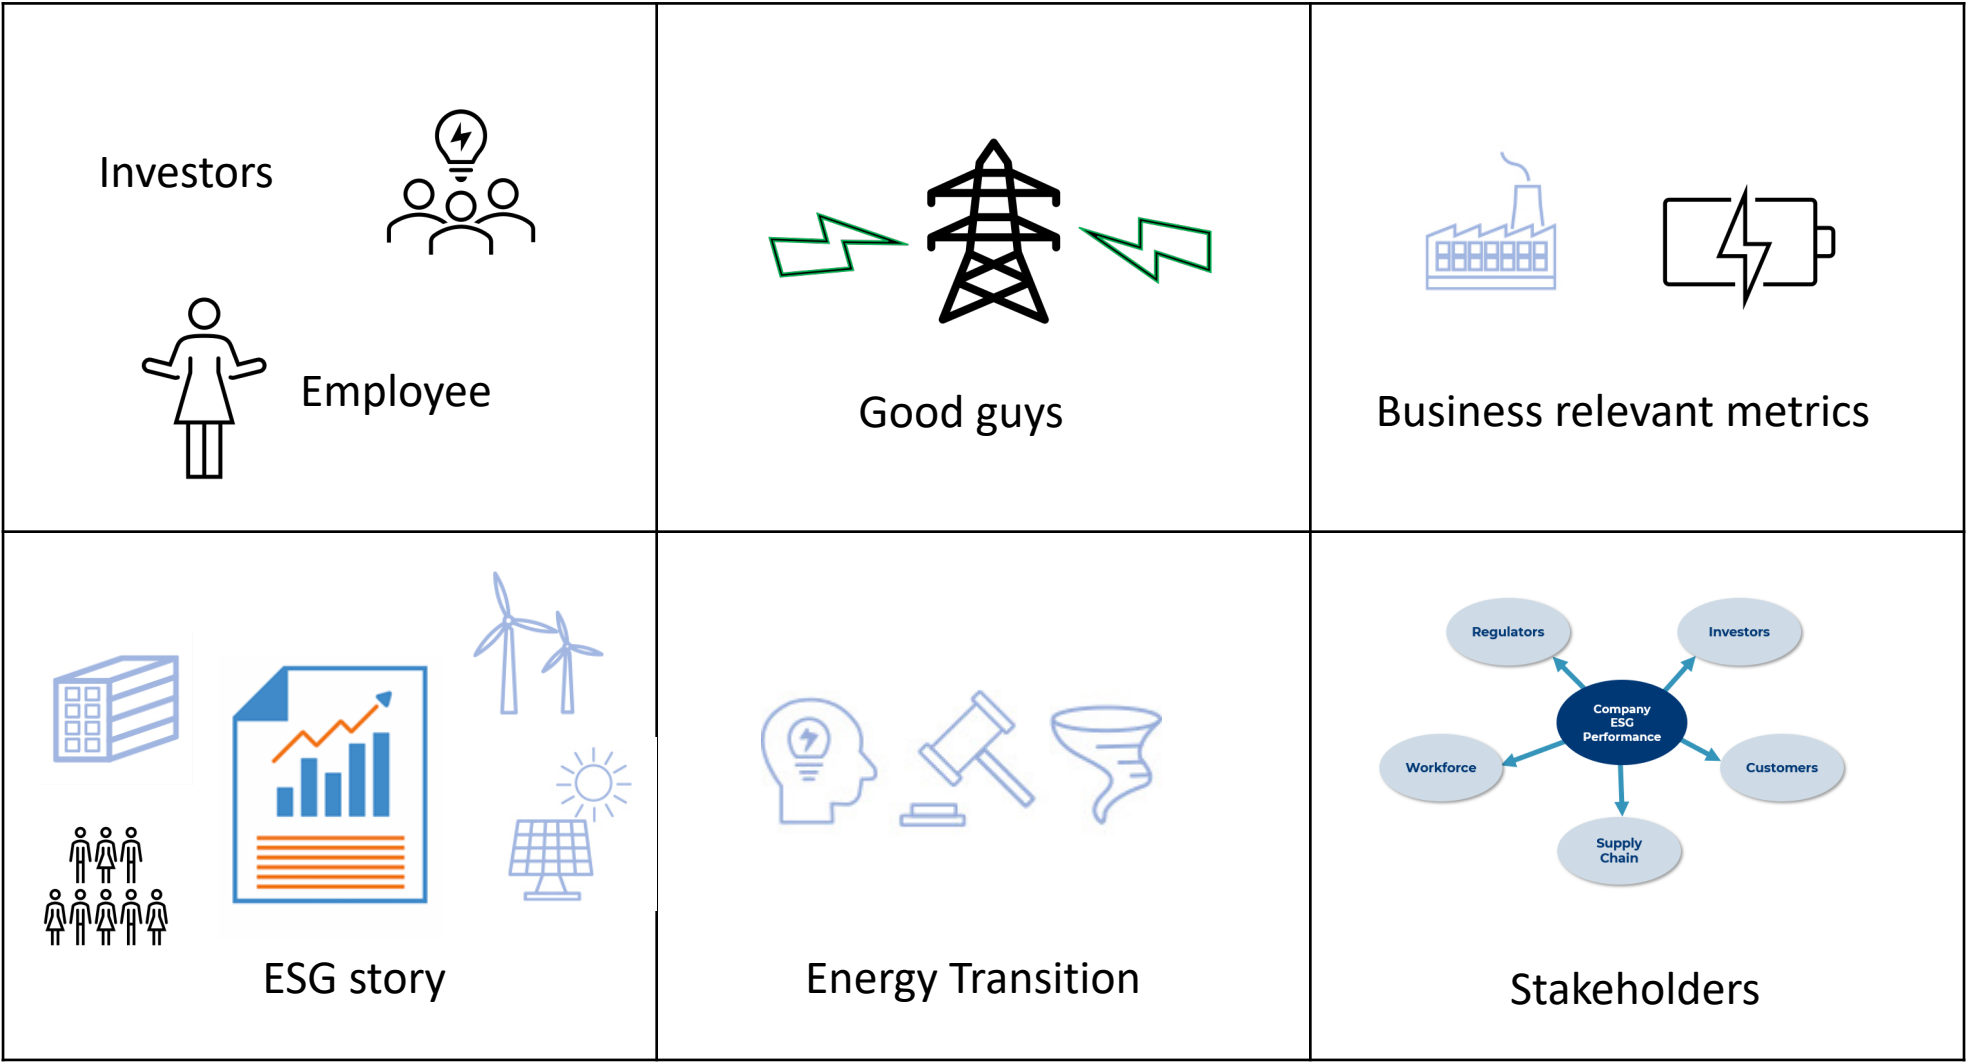 Investors
Employee
Good guys
Business relevant metrics
ESG story
Energy Transition
Regulators
Investors
Company
ESG
Performance
Workforce
Customers
Supply
Chain
Stakeholders